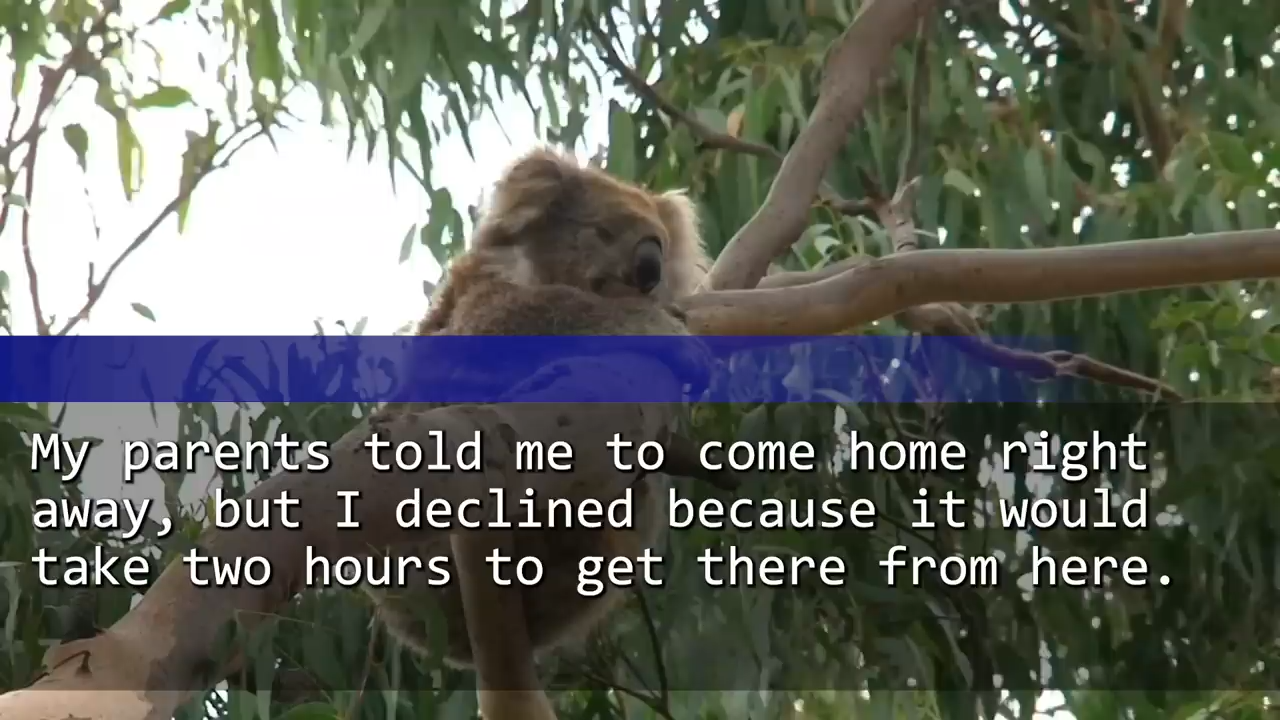 My parents told me to come home right
away, but I declined because it would
take two hours to get there from here.